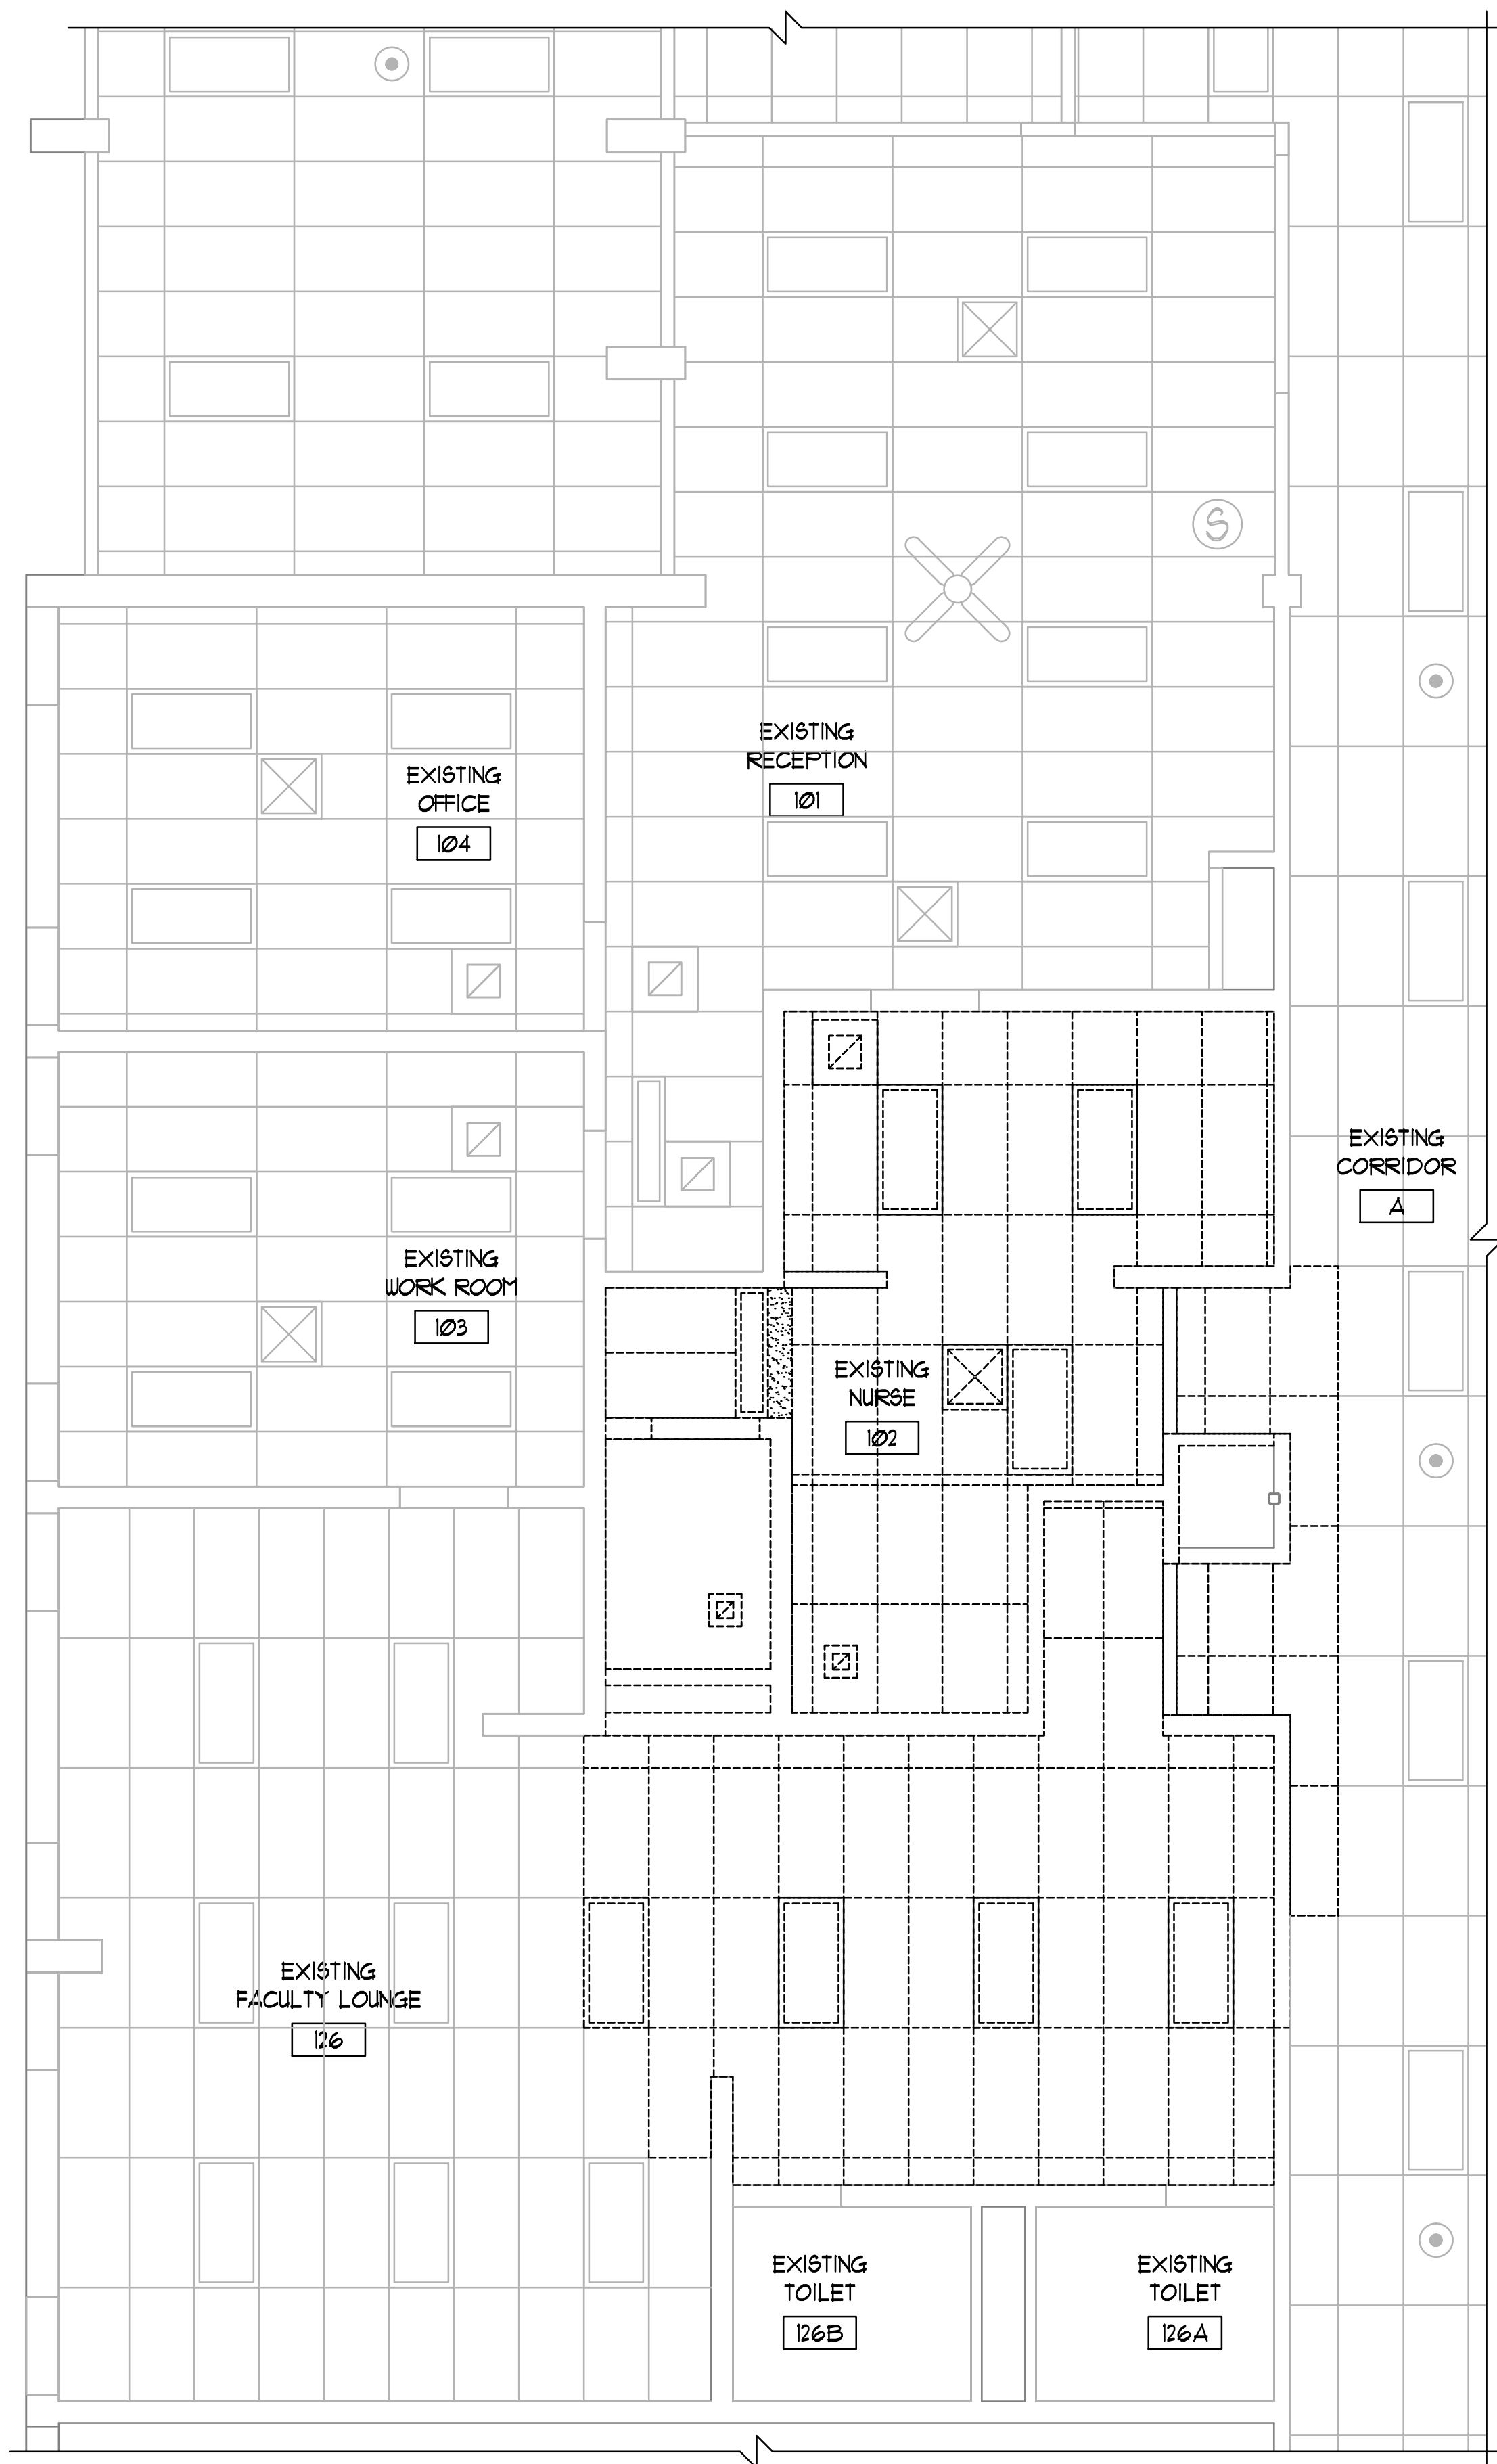 S
EXISTING
RECEPTION
101
EXISTING
OFFICE
104
EXISTING
CORRIDOR
A
EXISTING
WORK ROOM
103
EXISTING
NURSE
102
EXISTING
FACULTY LOUNGE
126
EXISTING
TOILET
126B
EXISTING
TOILET
126A